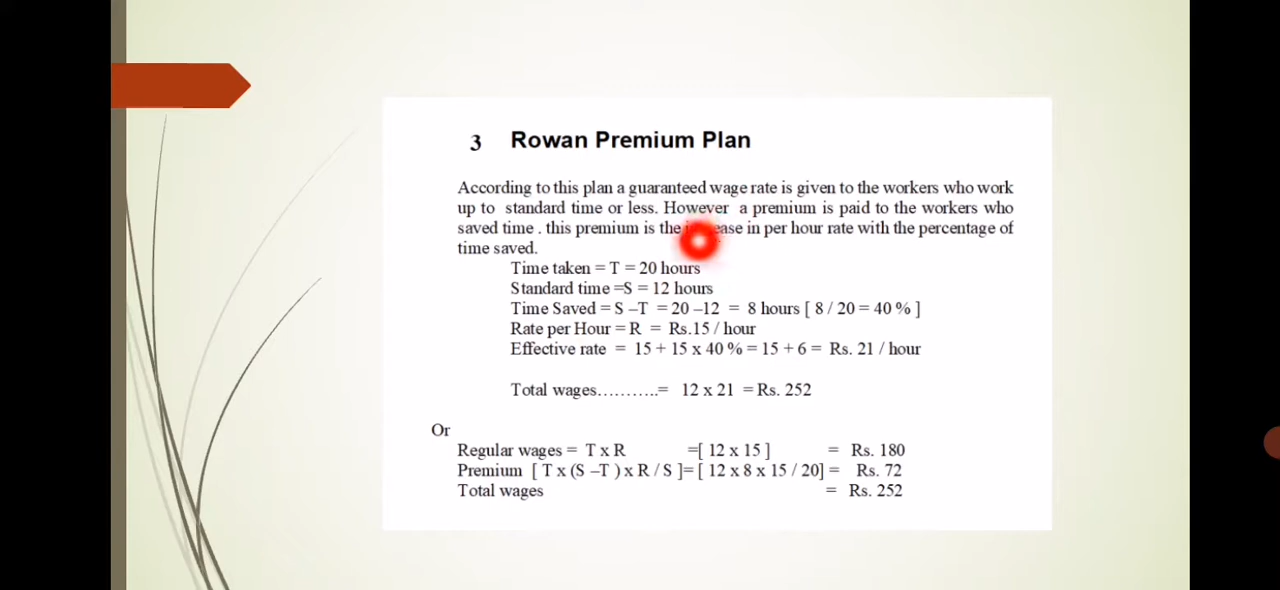 3 Rowan Premium Plan
According to this plan a guaranteed wage rate is given to the workers who work
up to standard time or less. However a premium is paid to the workers who
saved time . this premium is the in per hour rate with the percentage of
time saved.
Time taken = T = 20 hours
Standard time =S = 12 hours
Time Saved = S –T = 20 –12 = 8 hours [ 8 / 20 = 40 % ]
Rate per Hour = R = Rs.15 / hour
Effective rate = 15 + 15 x 40 % = 15 + 6 = Rs. 21 / hour
Total wages...........= 12 x 21 = Rs. 252
Or
Regular wages = T x R =[ 12 x 15 ] = Rs. 180
Premium [ T x (S –T ) x R / S ]= [ 12 x 8 x 15 / 20] = Rs. 72
Total wages = Rs. 252